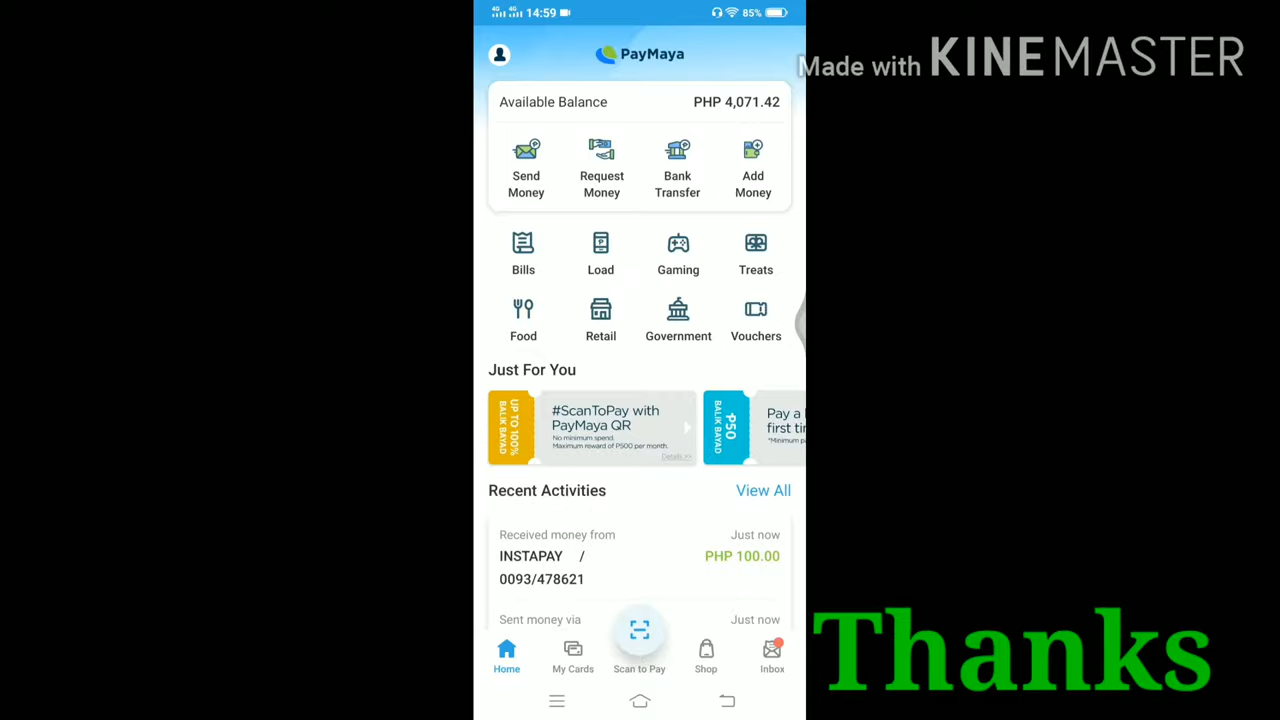 4G 4G 14:59 85%
PayMaya
Made with KINEMASTER
Available Balance PHP 4,071.42
Send Money
Request Money
Bank Transfer
Add Money
Bills Load Gaming Treats
Food Retail Government Vouchers
Just For You
UP TO 100% BALIK BAYAD
#ScanToPay with
PayMaya QR
No minimum spend.
Maximum reward of P500 per month.
Details >>
₱50 BALIK BAYAD
Pay a
first
*Minimum
Recent Activities View All
Received money from Just now
INSTAPAY / PHP 100.00
0093/478621
Sent money via Just now
Home My Cards Scan to Pay Shop Inbox
Thanks